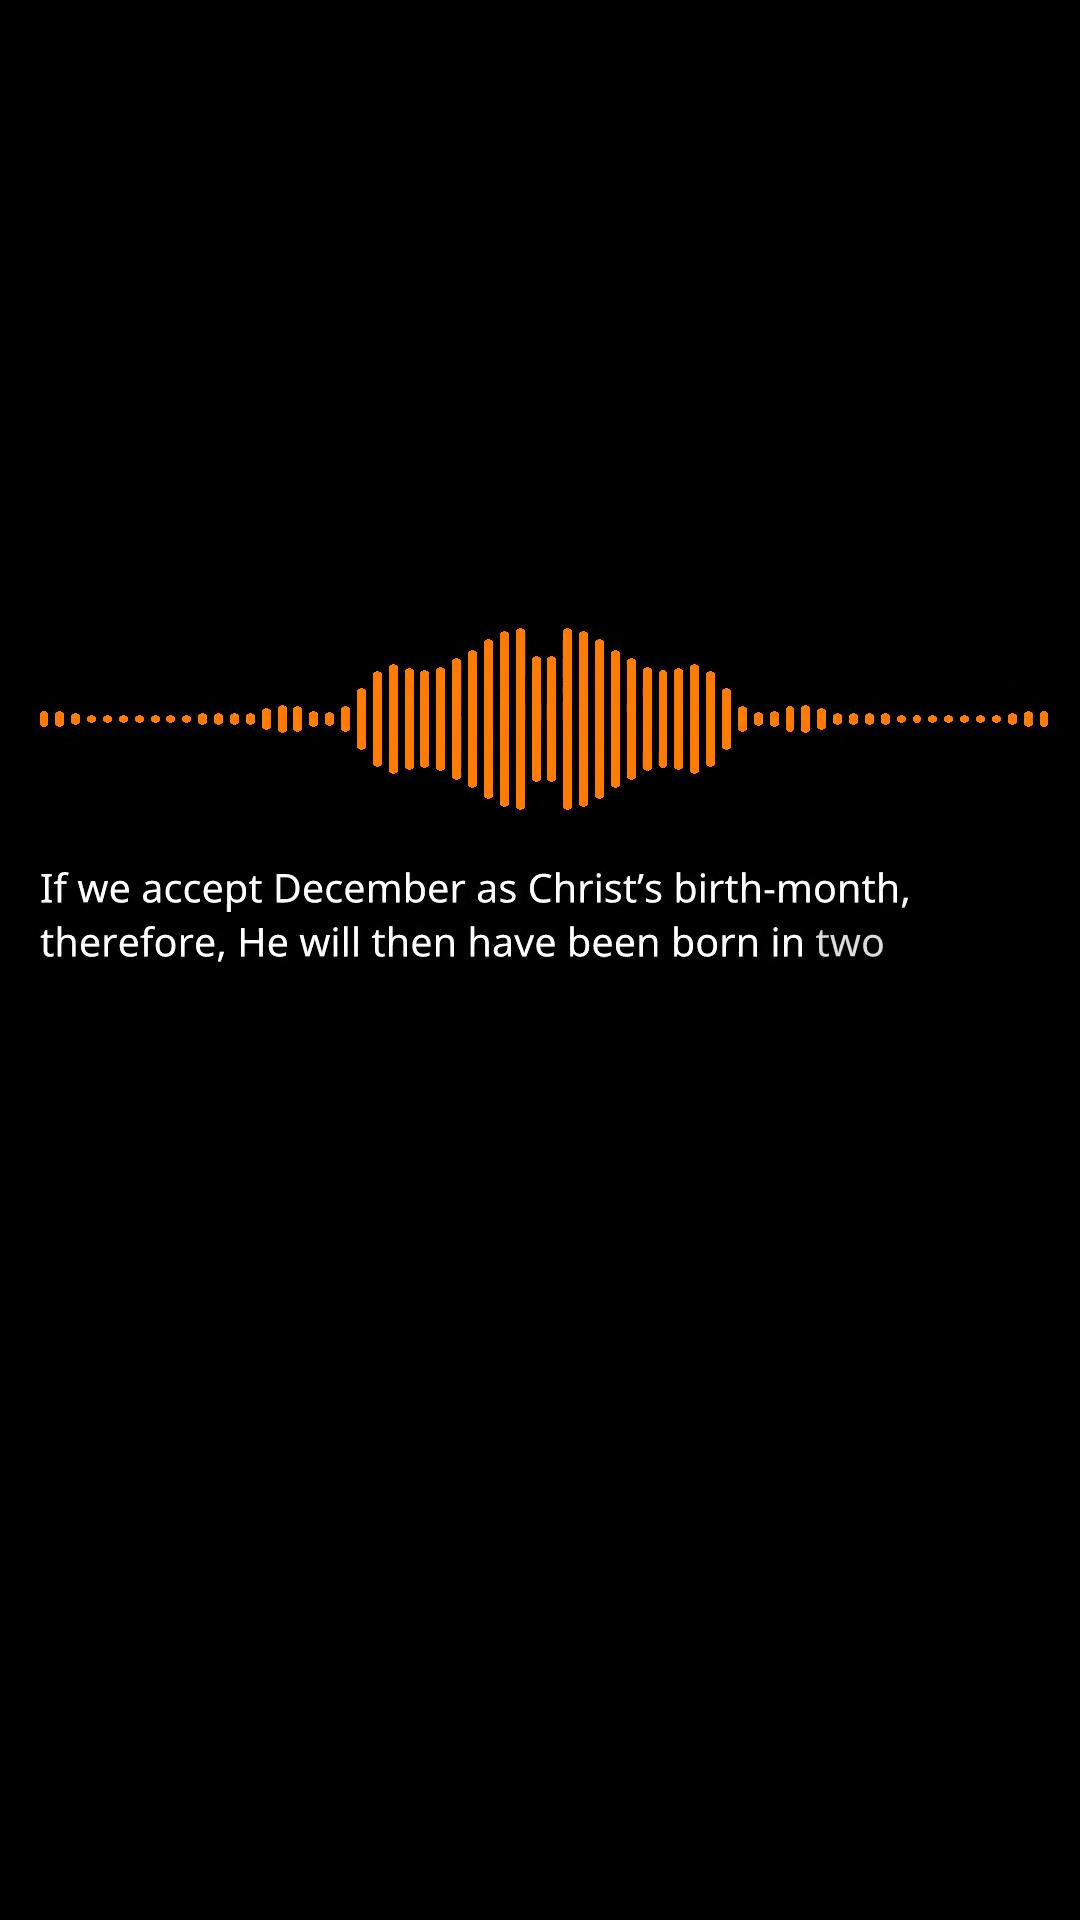 If we accept December as Christ’s birth-month,
therefore, He will then have been born in two